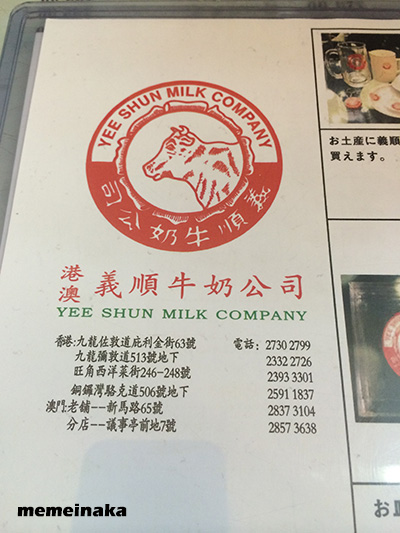 YEE SHUN MILK COMPANY
司公奶牛順義
港澳 義順牛奶公司
YEE SHUN MILK COMPANY
香港:九龍佐敦道庇利金街63號 電話: 2730 2799
九龍彌敦道513號地下 2332 2726
旺角西洋菜街246-248號 2393 3301
銅鑼灣駱克道506號地下 2591 1837
澳門:老舖--新馬路65號 2837 3104
分店--議事亭前地7號 2857 3638
お土産に義順
買えます。
お
memeinaka